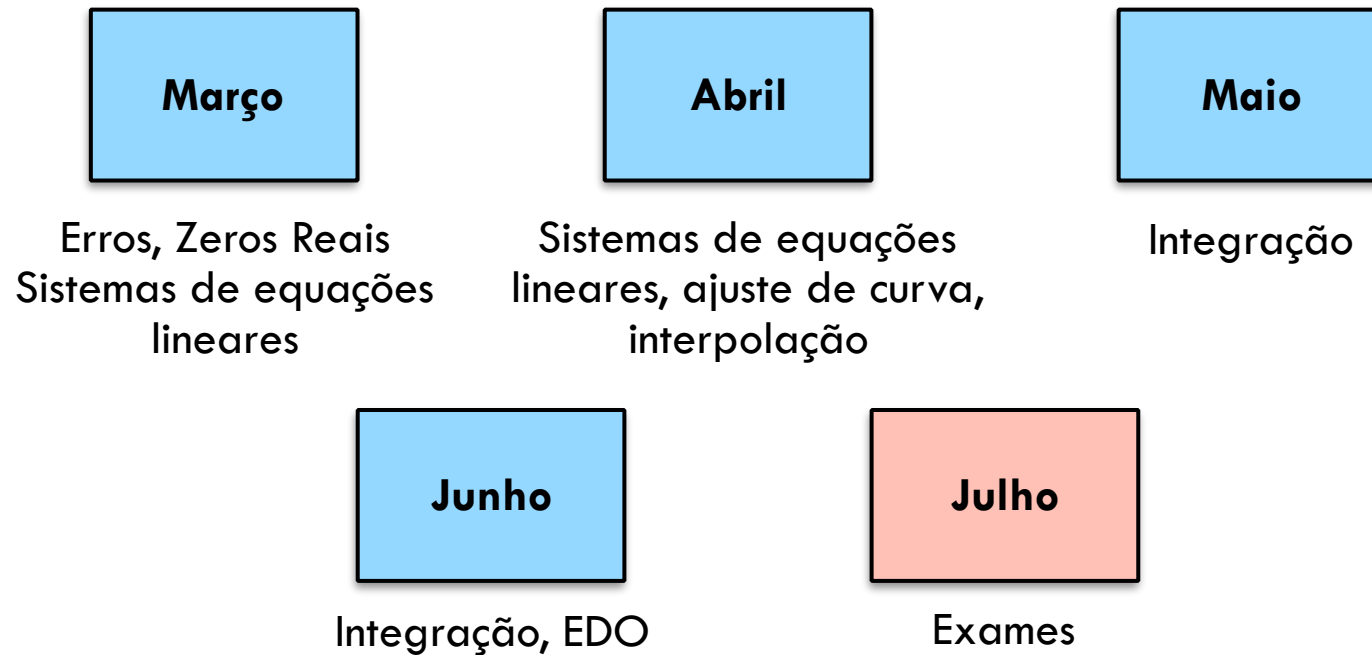 Março
Erros, Zeros Reais
Sistemas de equações
lineares
Abril
Sistemas de equações
lineares, ajuste de curva,
interpolação
Maio
Integração
Junho
Integração, EDO
Julho
Exames